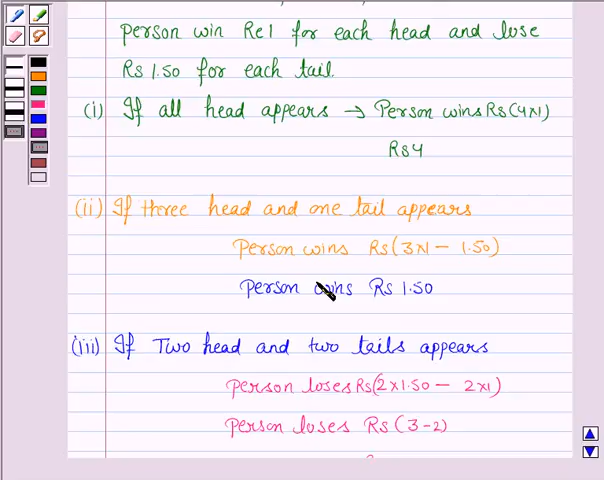 person win Re1 for each head and lose
Rs 1.50 for each tail.
(i) If all head appears → Person wins Rs(4×1)
Rs4
(ii) If three head and one tail appears
Person wins Rs(3×1 - 1.50)
Person wins Rs 1.50
(iii) If Two head and two tails appears
Person loses Rs(2×1.50 - 2×1)
Person loses Rs (3-2)